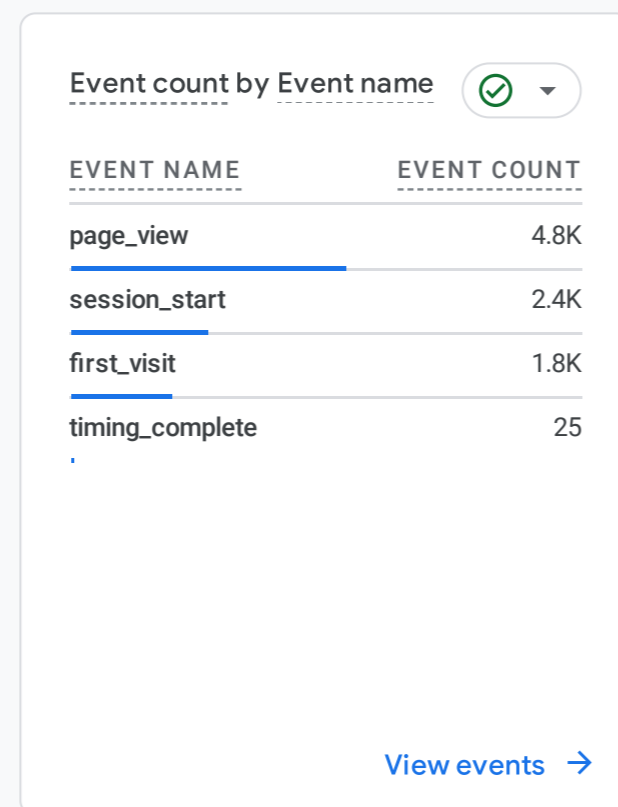 Event count by Event name
EVENT NAME EVENT COUNT
page_view 4.8K
session_start 2.4K
first_visit 1.8K
timing_complete 25
View events